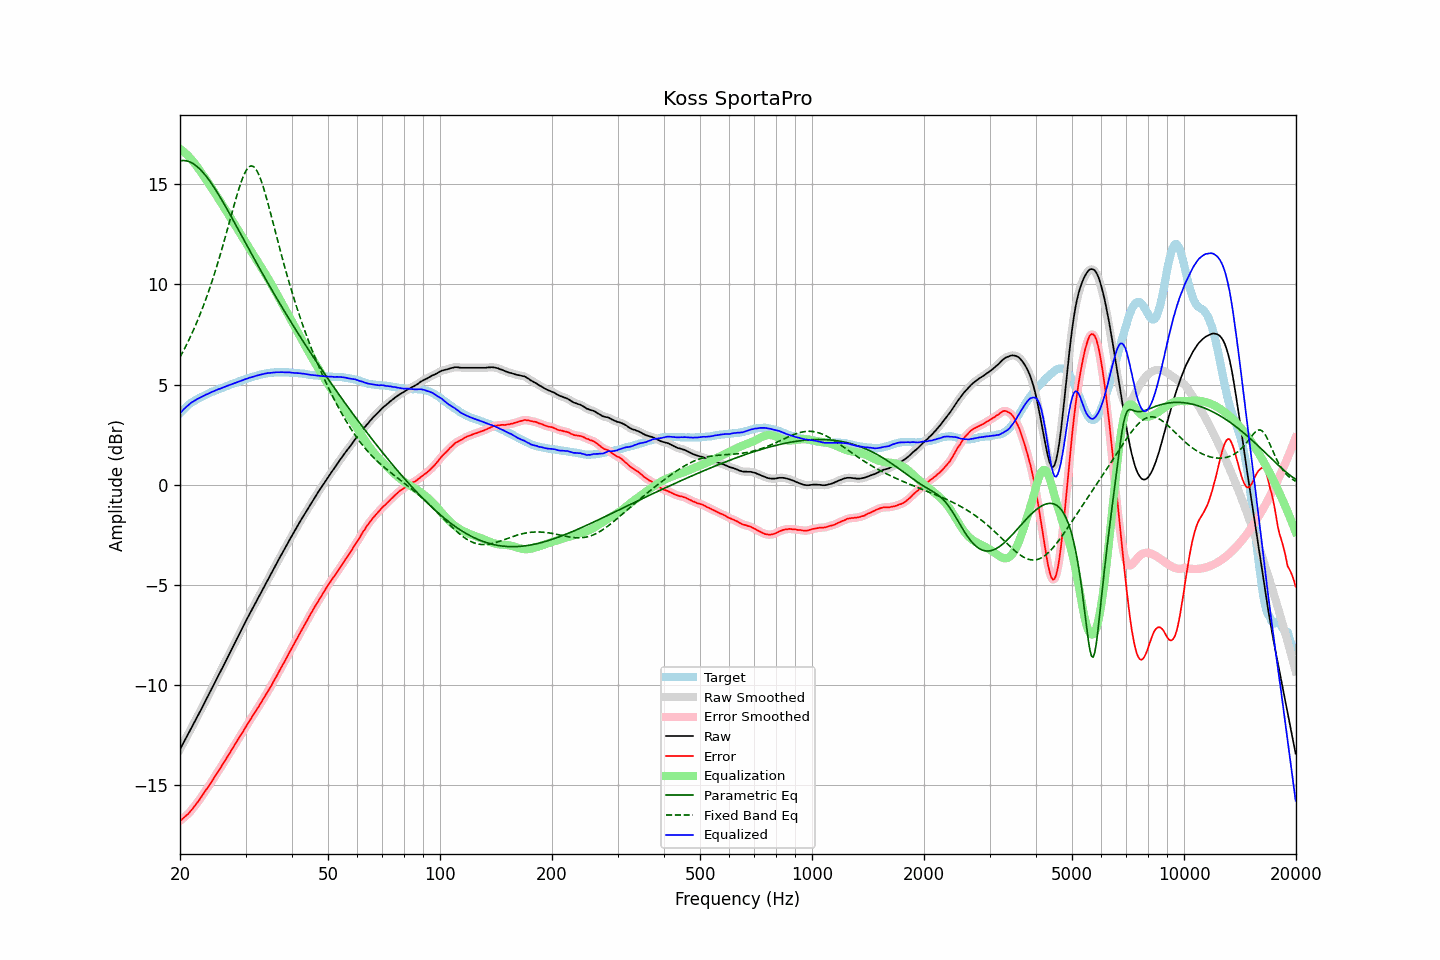 Koss SportaPro
Amplitude (dBr)
15
10
5
0
−5
−10
−15
Target
Raw Smoothed
Error Smoothed
Raw
Error
Equalization
Parametric Eq
Fixed Band Eq
Equalized
20 50 100 200 500 1000 2000 5000 10000 20000
Frequency (Hz)